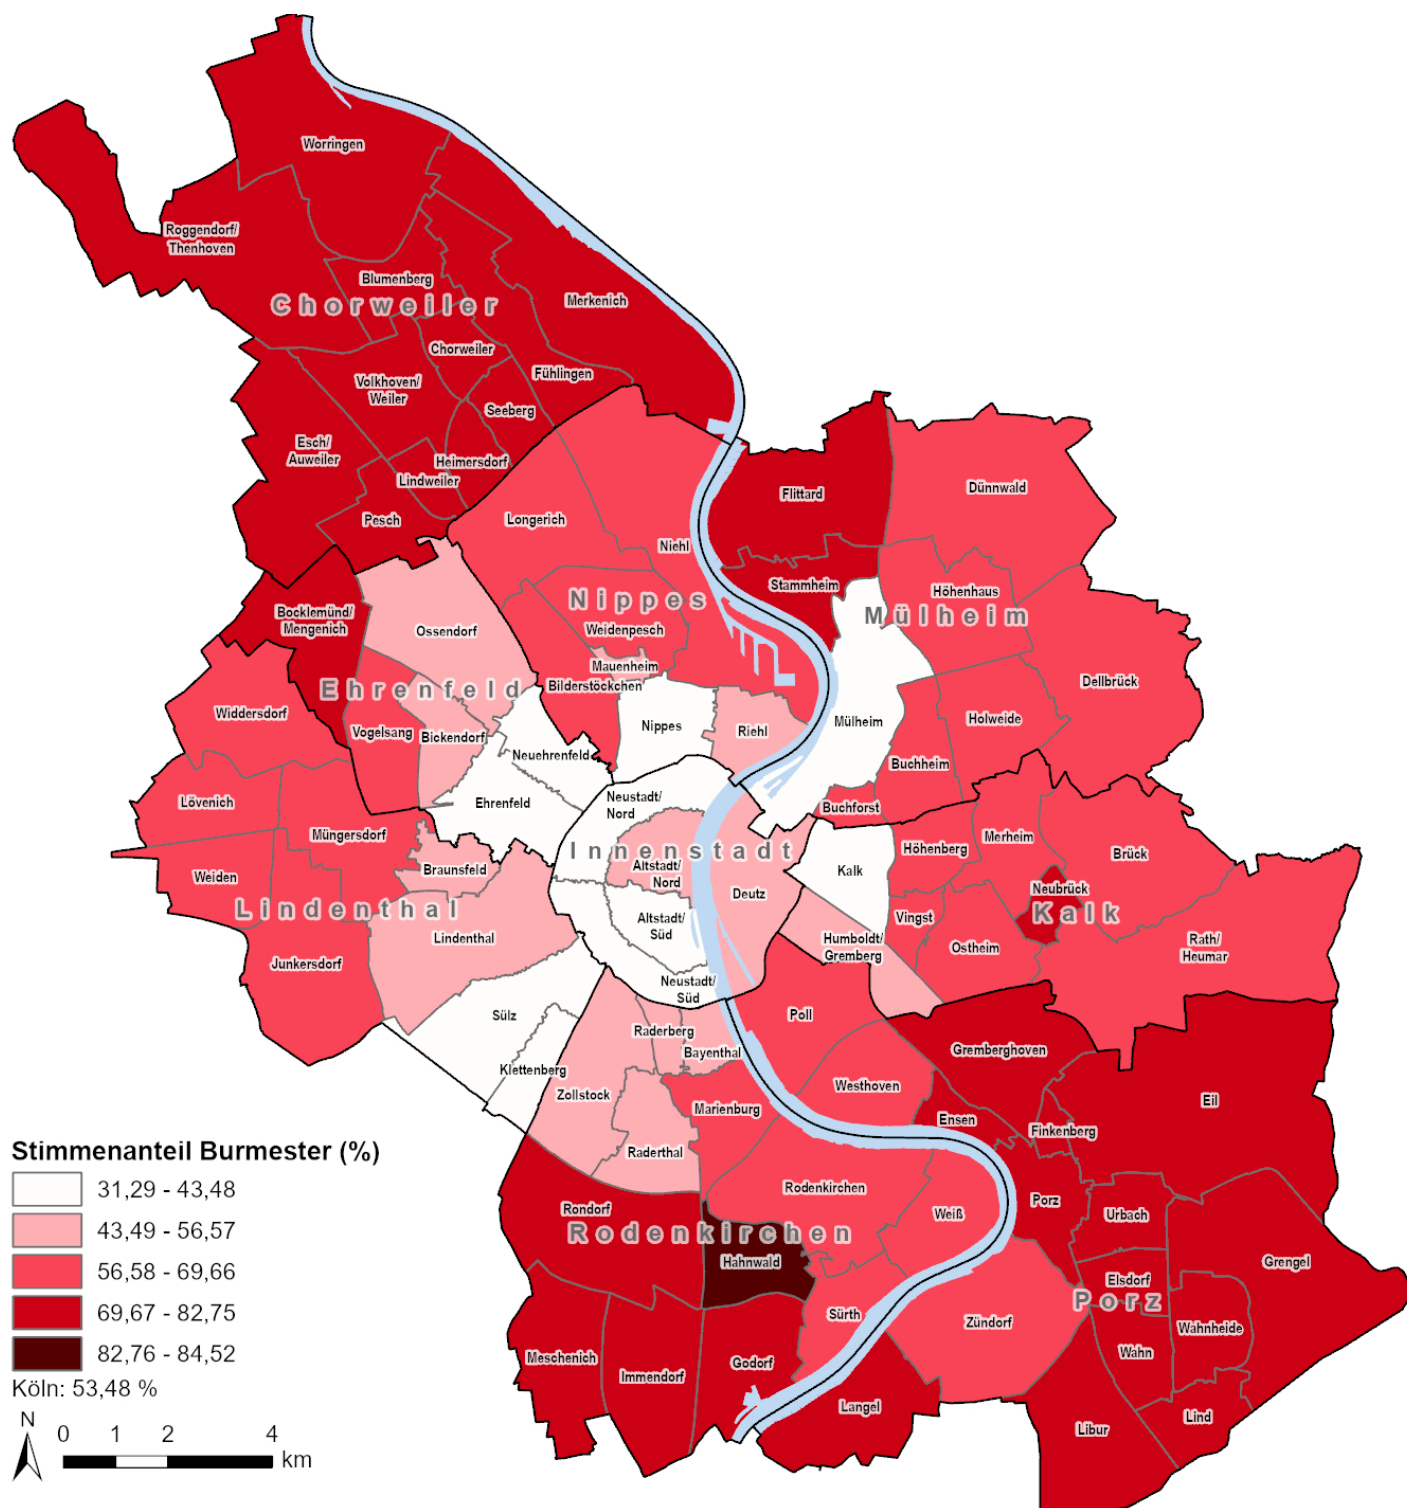 Worringen
Roggendorf/
Thenhoven
Blumenberg
Chorweiler
Merkenich
Chorweiler
Fühlingen
Volkhoven/
Weiler
Seeberg
Esch/
Auweiler
Heimersdorf
Lindweiler
Pesch
Longerich
Niehl
Flittard
Dünnwald
Stammheim
Höhenhaus
Nippes
Mülheim
Bocklemünd/
Mengenich
Ossendorf
Weidenpesch
Mauenheim
Bilderstöckchen
Ehrenfeld
Dellbrück
Widdersdorf
Vogelsang
Bickendorf
Nippes
Riehl
Mülheim
Holweide
Neuehrenfeld
Buchheim
Lövenich
Ehrenfeld
Neustadt/
Nord
Buchforst
Müngersdorf
Höhenberg
Merheim
Brück
Innenstadt
Braunsfeld
Altstadt/
Nord
Kalk
Weiden
Deutz
Neubrück
Lindenthal
Kalk
Altstadt/
Süd
Vingst
Lindenthal
Humboldt/
Gremberg
Ostheim
Rath/
Heumar
Junkersdorf
Neustadt/
Süd
Sülz
Raderberg
Poll
Bayenthal
Gremberghoven
Klettenberg
Zollstock
Westhoven
Marienburg
Eil
Ensen
Finkenberg
Raderthal
Rodenkirchen
Rondorf
Weiß
Porz
Urbach
Rodenkirchen
Hahnwald
Grengel
Elsdorf
Porz
Sürth
Zündorf
Wahnheide
Wahn
Meschenich
Immendorf
Godorf
Langel
Libur
Lind
Stimmenanteil Burmester (%)
31,29 - 43,48
43,49 - 56,57
56,58 - 69,66
69,67 - 82,75
82,76 - 84,52
Köln: 53,48 %
N
0 1 2 4
km